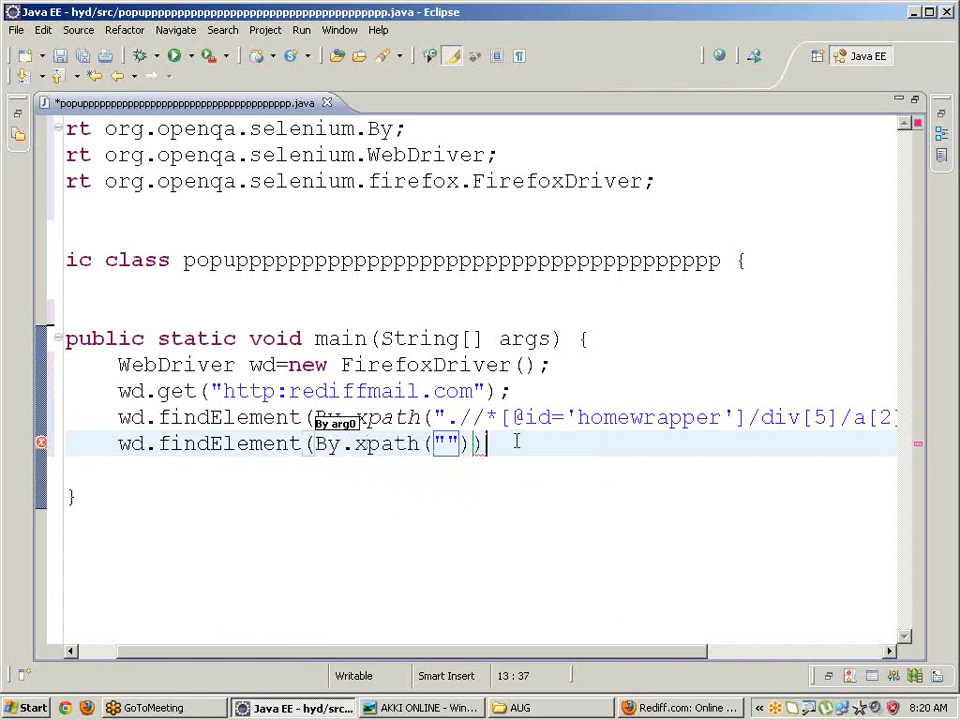 Java EE - hyd/src/popupppppppppppppppppppppppppppppppppppppp.java - Eclipse
File Edit Source Refactor Navigate Search Project Run Window Help
Java EE
*popupppppppppppppppppppppppppppppppppppppp.java
rt org.openqa.selenium.By;
rt org.openqa.selenium.WebDriver;
rt org.openqa.selenium.firefox.FirefoxDriver;
ic class popupppppppppppppppppppppppppppppppppppppp {
public static void main(String[] args) {
WebDriver wd=new FirefoxDriver();
wd.get("http:rediffmail.com");
wd.findElement(By.xpath(".//*[@id='homewrapper']/div[5]/a[2]
By arg0
wd.findElement(By.xpath(""))
}
Writable Smart Insert 13 : 37
Start GoToMeeting Java EE - hyd/src/... AKKI ONLINE - Win... AUG Rediff.com: Online ... 8:20 AM